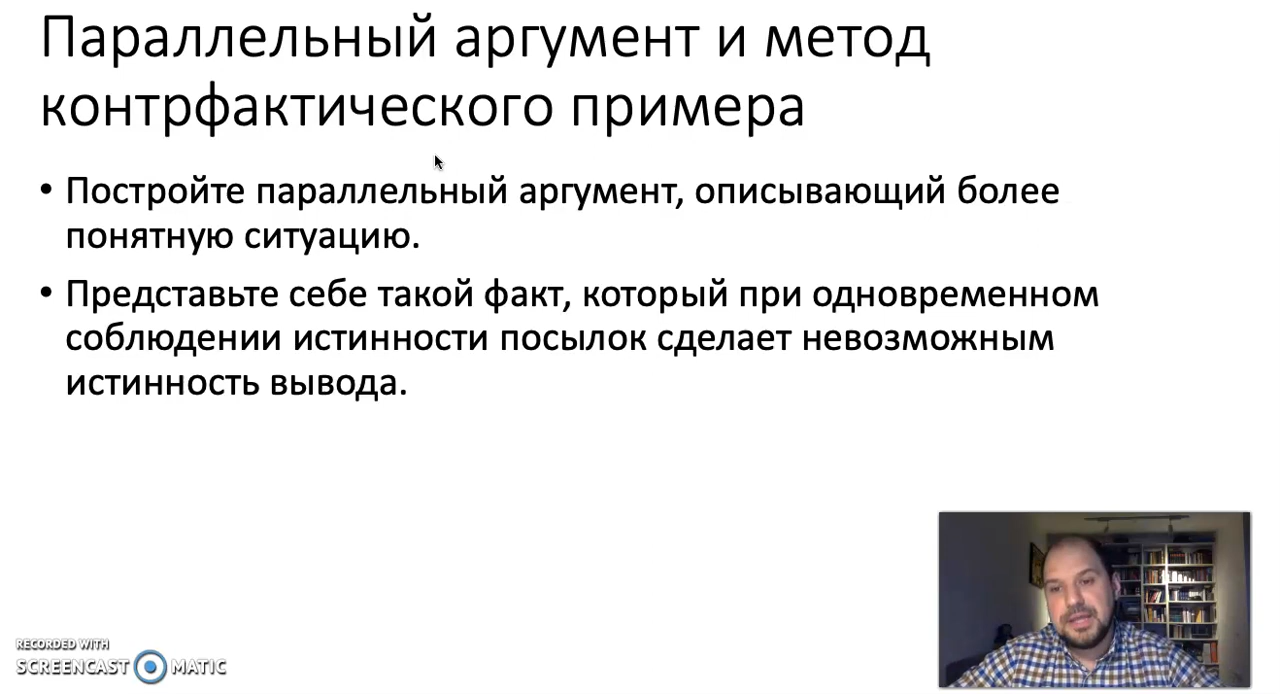 Параллельный аргумент и метод
контрфактического примера
• Постройте параллельный аргумент, описывающий более
понятную ситуацию.
• Представьте себе такой факт, который при одновременном
соблюдении истинности посылок сделает невозможным
истинность вывода.
RECORDED WITH
SCREENCAST MATIC